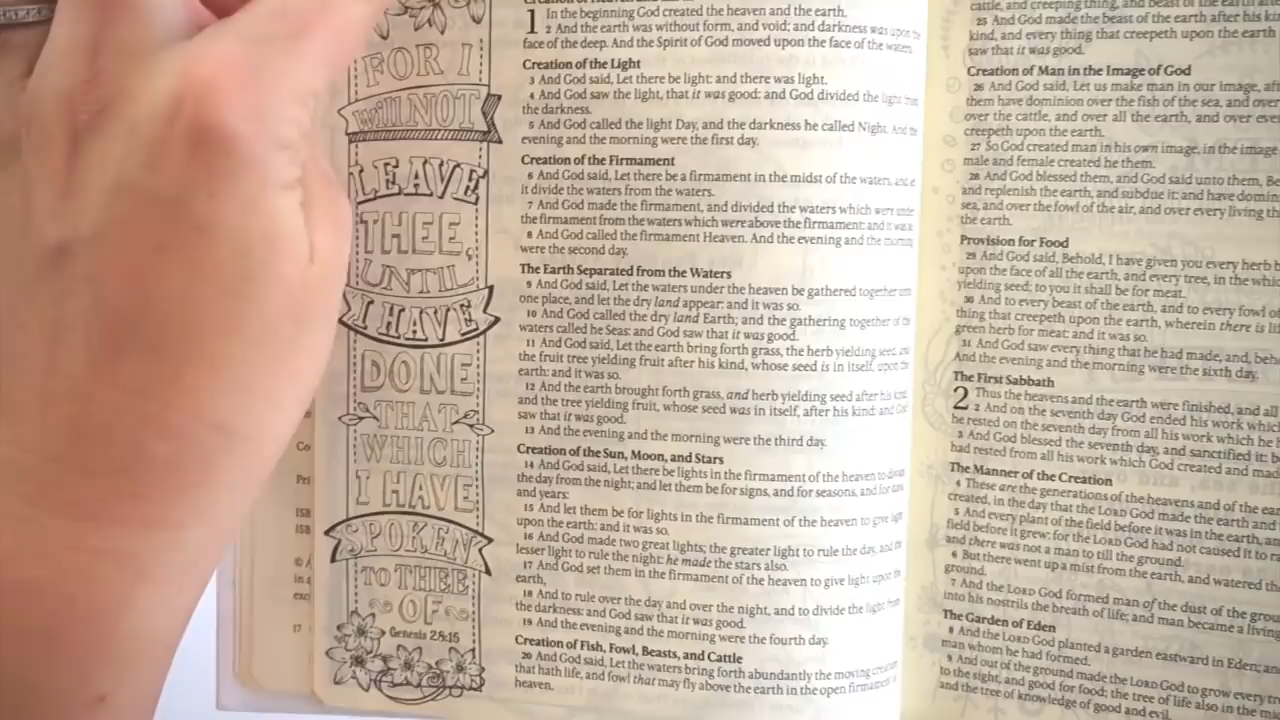 FOR I
Will NOT
LEAVE
THEE,
UNTIL
I HAVE
DONE
THAT
WHICH
I HAVE
SPOKEN
TO THEE
OF
Genesis 28:15
Co
Pri
17
1 In the beginning God created the heaven and the earth.
2 And the earth was without form, and void; and darkness was upon the
face of the deep. And the Spirit of God moved upon the face of the waters.
Creation of the Light
3 And God said, Let there be light: and there was light.
4 And God saw the light, that it was good: and God divided the light from
the darkness.
5 And God called the light Day, and the darkness he called Night. And the
evening and the morning were the first day.
Creation of the Firmament
6 And God said, Let there be a firmament in the midst of the waters, and let
it divide the waters from the waters.
7 And God made the firmament, and divided the waters which were under
the firmament from the waters which were above the firmament: and it was so.
8 And God called the firmament Heaven. And the evening and the morning
were the second day.
The Earth Separated from the Waters
9 And God said, Let the waters under the heaven be gathered together unto
one place, and let the dry land appear: and it was so.
10 And God called the dry land Earth; and the gathering together of the
waters called he Seas: and God saw that it was good.
11 And God said, Let the earth bring forth grass, the herb yielding seed, and
the fruit tree yielding fruit after his kind, whose seed is in itself, upon the
earth: and it was so.
12 And the earth brought forth grass, and herb yielding seed after his kind,
and the tree yielding fruit, whose seed was in itself, after his kind: and God
saw that it was good.
13 And the evening and the morning were the third day.
Creation of the Sun, Moon, and Stars
14 And God said, Let there be lights in the firmament of the heaven to divide
the day from the night; and let them be for signs, and for seasons, and for days
and years:
15 And let them be for lights in the firmament of the heaven to give light
upon the earth: and it was so.
16 And God made two great lights; the greater light to rule the day, and the
lesser light to rule the night: he made the stars also.
17 And God set them in the firmament of the heaven to give light upon the
earth,
18 And to rule over the day and over the night, and to divide the light from
the darkness: and God saw that it was good.
19 And the evening and the morning were the fourth day.
Creation of Fish, Fowl, Beasts, and Cattle
20 And God said, Let the waters bring forth abundantly the moving creature
that hath life, and fowl that may fly above the earth in the open firmament of
heaven.
cattle, and creeping thing, and beast of the earth
25 And God made the beast of the earth after his ki
kind, and every thing that creepeth upon the earth
saw that it was good.
Creation of Man in the Image of God
26 And God said, Let us make man in our image, aft
them have dominion over the fish of the sea, and over
over the cattle, and over all the earth, and over eve
creepeth upon the earth.
27 So God created man in his own image, in the image
male and female created he them.
28 And God blessed them, and God said unto them, Be
and replenish the earth, and subdue it: and have domin
sea, and over the fowl of the air, and over every living th
the earth.
Provision for Food
29 And God said, Behold, I have given you every herb b
upon the face of all the earth, and every tree, in the whic
yielding seed; to you it shall be for meat.
30 And to every beast of the earth, and to every fowl of
thing that creepeth upon the earth, wherein there is lif
green herb for meat: and it was so.
31 And God saw every thing that he had made, and, beh
And the evening and the morning were the sixth day.
The First Sabbath
2 Thus the heavens and the earth were finished, and all
2 And on the seventh day God ended his work which
he rested on the seventh day from all his work which he
3 And God blessed the seventh day, and sanctified it: b
had rested from all his work which God created and mad
The Manner of the Creation
4 These are the generations of the heavens and of the ear
created, in the day that the LORD God made the earth and
5 And every plant of the field before it was in the earth, an
field before it grew: for the LORD God had not caused it to r
and there was not a man to till the ground.
6 But there went up a mist from the earth, and watered th
ground.
7 And the LORD God formed man of the dust of the grou
into his nostrils the breath of life; and man became a living
The Garden of Eden
8 And the LORD God planted a garden eastward in Eden; an
man whom he had formed.
9 And out of the ground made the LORD God to grow every tr
to the sight, and good for food; the tree of life also in the mi
and the tree of knowledge of good and evil.